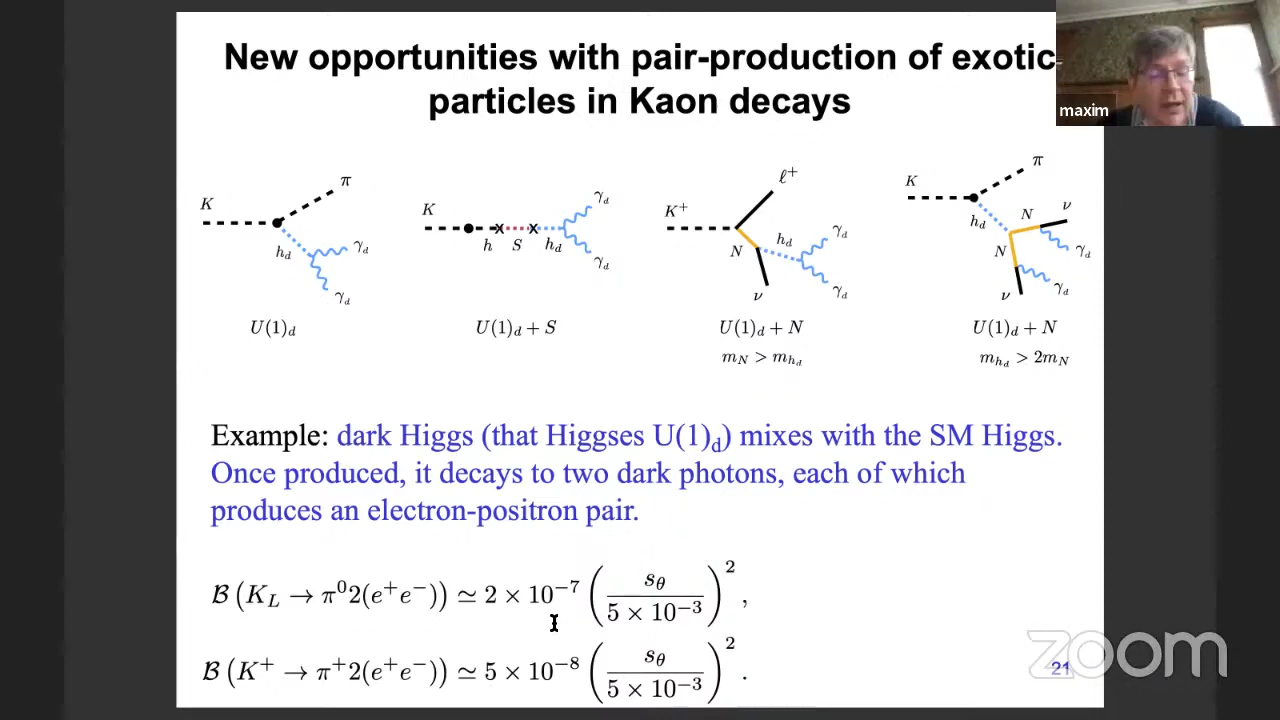 New opportunities with pair-production of exotic
particles in Kaon decays
maxim
K π h_d γ_d γ_d
K h S h_d γ_d γ_d
K⁺ ℓ⁺ N h_d γ_d γ_d ν
K π h_d N ν N γ_d γ_d ν
U(1)_d
U(1)_d + S
U(1)_d + N
U(1)_d + N
m_N > m_{h_d}
m_{h_d} > 2m_N
Example: dark Higgs (that Higgses U(1)_d) mixes with the SM Higgs.
Once produced, it decays to two dark photons, each of which
produces an electron-positron pair.
B (K_L → π⁰2(e⁺e⁻)) ≃ 2 × 10⁻⁷ (s_θ / 5 × 10⁻³)² ,
B (K⁺ → π⁺2(e⁺e⁻)) ≃ 5 × 10⁻⁸ (s_θ / 5 × 10⁻³)² .
zoom
21